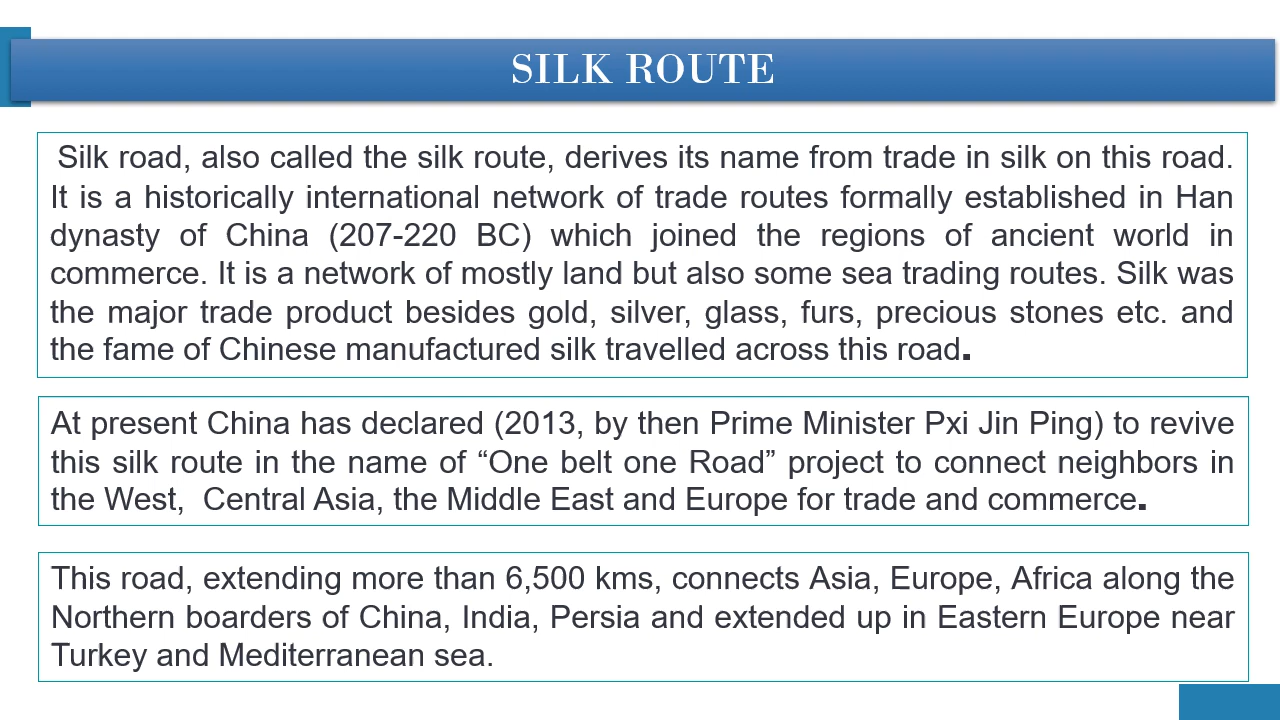 SILK ROUTE
Silk road, also called the silk route, derives its name from trade in silk on this road.
It is a historically international network of trade routes formally established in Han
dynasty of China (207-220 BC) which joined the regions of ancient world in
commerce. It is a network of mostly land but also some sea trading routes. Silk was
the major trade product besides gold, silver, glass, furs, precious stones etc. and
the fame of Chinese manufactured silk travelled across this road.
At present China has declared (2013, by then Prime Minister Pxi Jin Ping) to revive
this silk route in the name of “One belt one Road” project to connect neighbors in
the West,  Central Asia, the Middle East and Europe for trade and commerce.
This road, extending more than 6,500 kms, connects Asia, Europe, Africa along the
Northern boarders of China, India, Persia and extended up in Eastern Europe near
Turkey and Mediterranean sea.